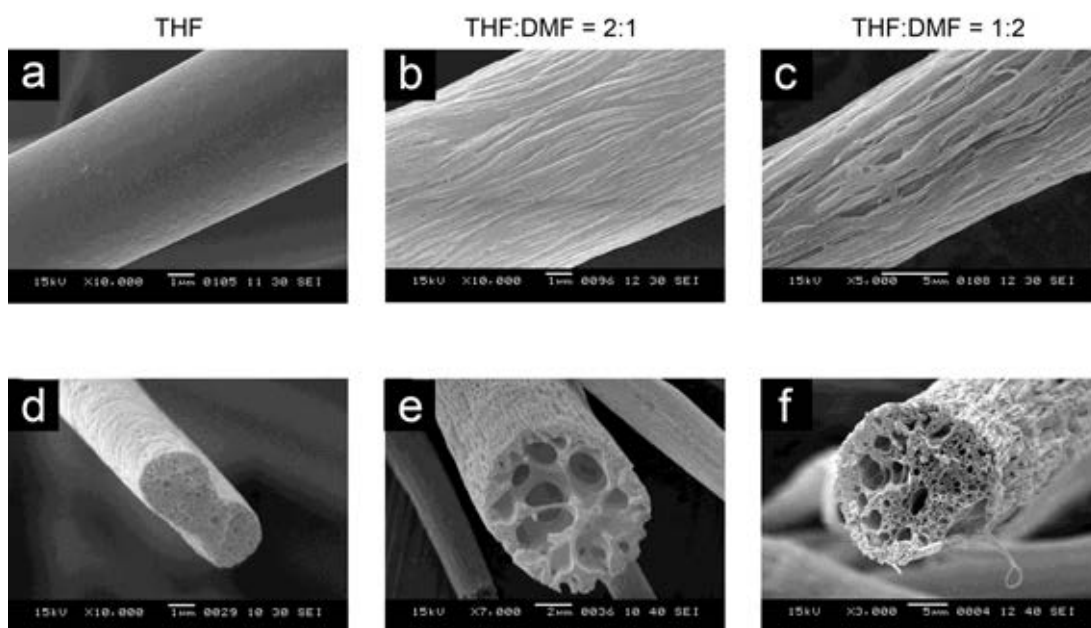 THF
THF:DMF = 2:1
THF:DMF = 1:2
a
b
c
15kV X10,000 1µm 0105 11 30 SEI
15kV X10,000 1µm 0096 12 30 SEI
15kV X5,000 5µm 0108 11 30 SEI
d
e
f
15kV X10,000 1µm 0029 10 30 SEI
15kV X7,000 2µm 0036 10 40 SEI
15kV X3,000 5µm 0004 12 40 SEI